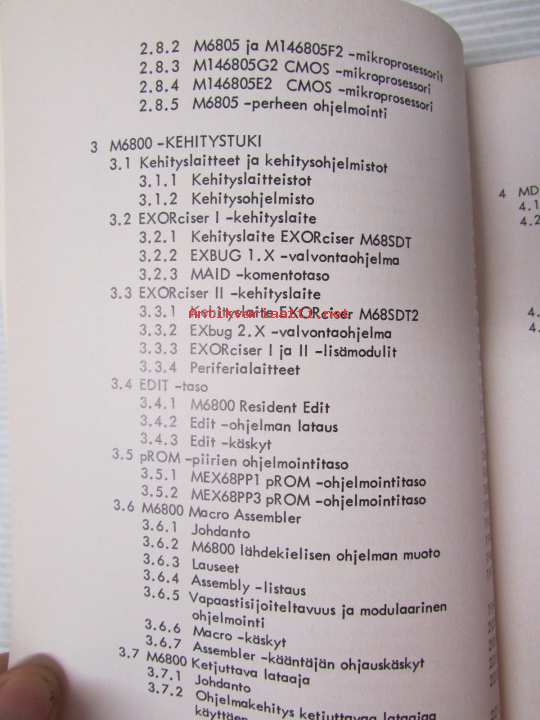 2.8.2 M6805 ja M146805F2 -mikroprosessorit
2.8.3 M146805G2 CMOS -mikroprosessori
2.8.4 M146805E2 CMOS -mikroprosessori
2.8.5 M6805 -perheen ohjelmointi
3 M6800 -KEHITYSTUKI
3.1 Kehityslaitteet ja kehitysohjelmistot
3.1.1 Kehityslaitteistot
3.1.2 Kehitysohjelmisto
3.2 EXORciser I -kehityslaite
3.2.1 Kehityslaite EXORciser M68SDT
3.2.2 EXBUG 1.X -valvontaohjelma
3.2.3 MAID -komentotaso
3.3 EXORciser II -kehityslaite
3.3.1 Kehityslaite EXORciser M68SDT2
3.3.2 EXbug 2.X -valvontaohjelma
3.3.3 EXORciser I ja II -lisämodulit
3.3.4 Periferialaitteet
3.4 EDIT -taso
3.4.1 M6800 Resident Edit
3.4.2 Edit -ohjelman lataus
3.4.3 Edit -käskyt
3.5 pROM -piirien ohjelmointitaso
3.5.1 MEX68PP1 pROM -ohjelmointitaso
3.5.2 MEX68PP3 pROM -ohjelmointitaso
3.6 M6800 Macro Assembler
3.6.1 Johdanto
3.6.2 M6800 lähdekielisen ohjelman muoto
3.6.3 Lauseet
3.6.4 Assembly -listaus
3.6.5 Vapaastisijoiteltavuus ja modulaarinen
ohjelmointi
3.6.6 Macro -käskyt
3.6.7 Assembler -kääntäjän ohjauskäskyt
3.7 M6800 Ketjuttava lataaja
3.7.1 Johdanto
3.7.2 Ohjelmakehitys ketjuttavaa lataajaa
käyttäen
4 MD
4.1
4.2
4.
4.